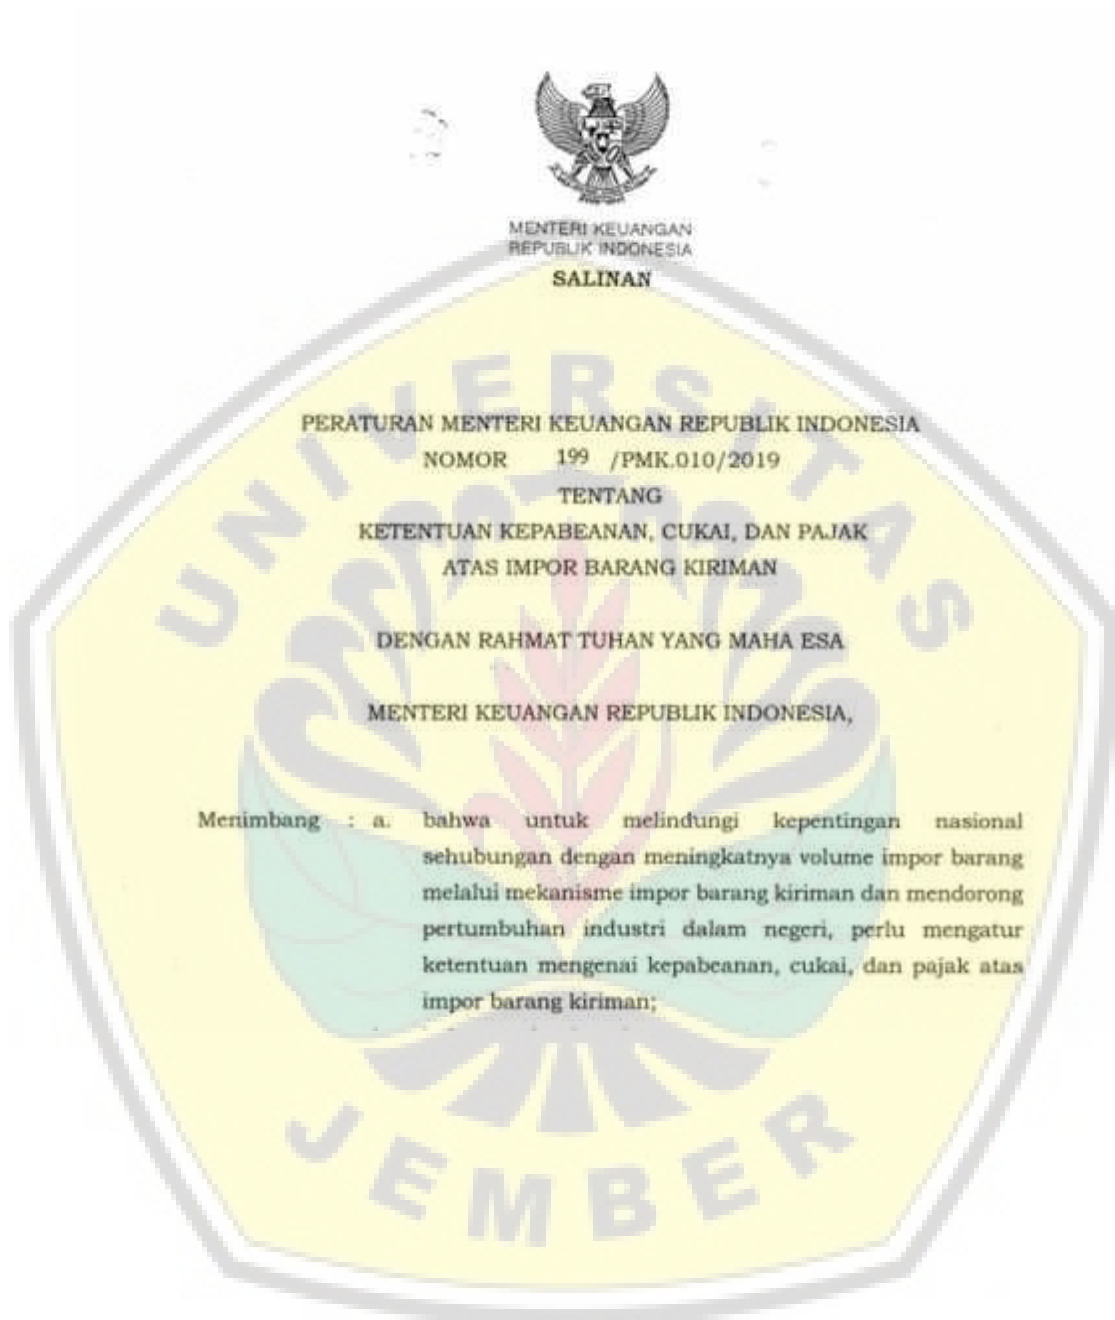 MENTERI KEUANGAN
REPUBLIK INDONESIA
SALINAN
PERATURAN MENTERI KEUANGAN REPUBLIK INDONESIA
NOMOR 199 /PMK.010/2019
TENTANG
KETENTUAN KEPABEANAN, CUKAI, DAN PAJAK
ATAS IMPOR BARANG KIRIMAN
DENGAN RAHMAT TUHAN YANG MAHA ESA
MENTERI KEUANGAN REPUBLIK INDONESIA,
Menimbang : a. bahwa untuk melindungi kepentingan nasional
sehubungan dengan meningkatnya volume impor barang
melalui mekanisme impor barang kiriman dan mendorong
pertumbuhan industri dalam negeri, perlu mengatur
ketentuan mengenai kepabeanan, cukai, dan pajak atas
impor barang kiriman;
UNIVERSITAS
JEMBER